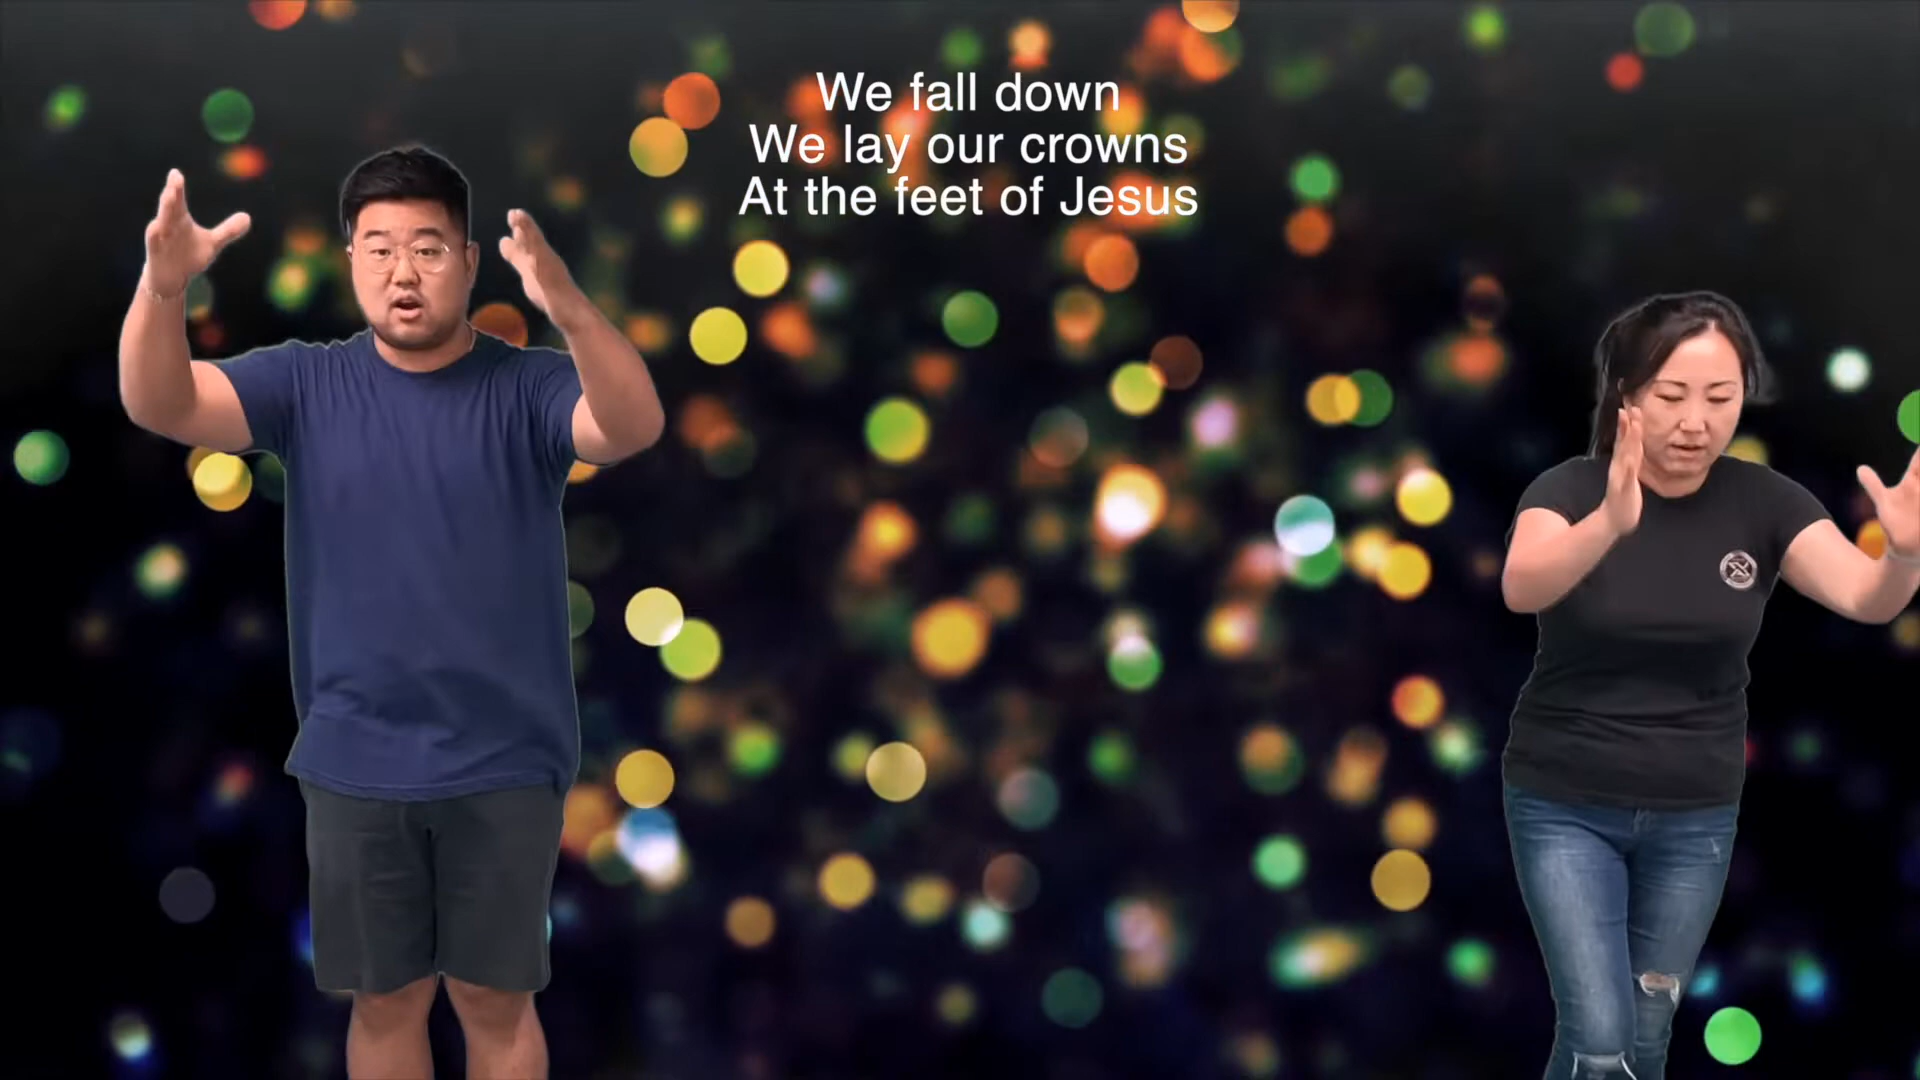 We fall down
We lay our crowns
At the feet of Jesus